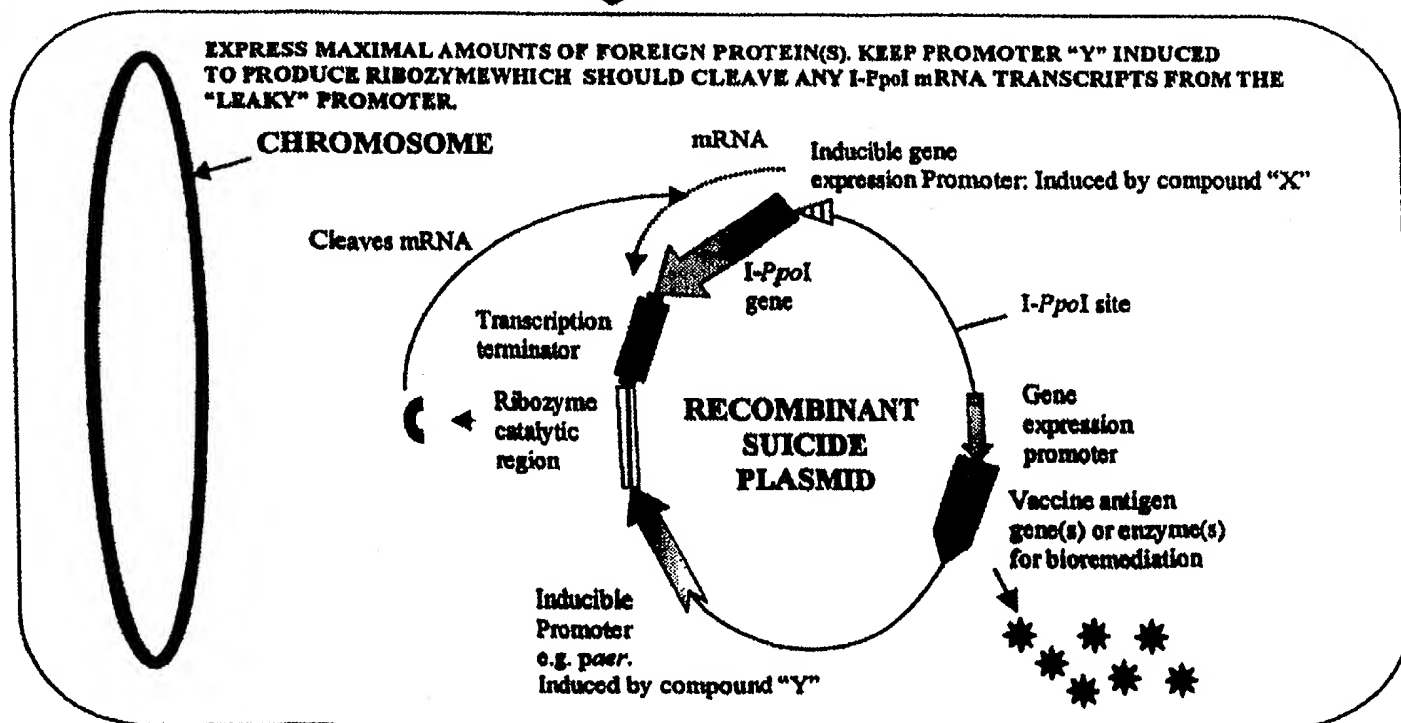 EXPRESS MAXIMAL AMOUNTS OF FOREIGN PROTEIN(S). KEEP PROMOTER “Y” INDUCED
TO PRODUCE RIBOZYMEWHICH SHOULD CLEAVE ANY I-PpoI mRNA TRANSCRIPTS FROM THE
“LEAKY” PROMOTER.
CHROMOSOME
mRNA
Inducible gene
expression Promoter: Induced by compound “X”
Cleaves mRNA
I-PpoI
gene
I-PpoI site
Transcription
terminator
Ribozyme
catalytic
region
RECOMBINANT
SUICIDE
PLASMID
Gene
expression
promoter
Vaccine antigen
gene(s) or enzyme(s)
for bioremediation
Inducible
Promoter
e.g. paer.
Induced by compound “Y”